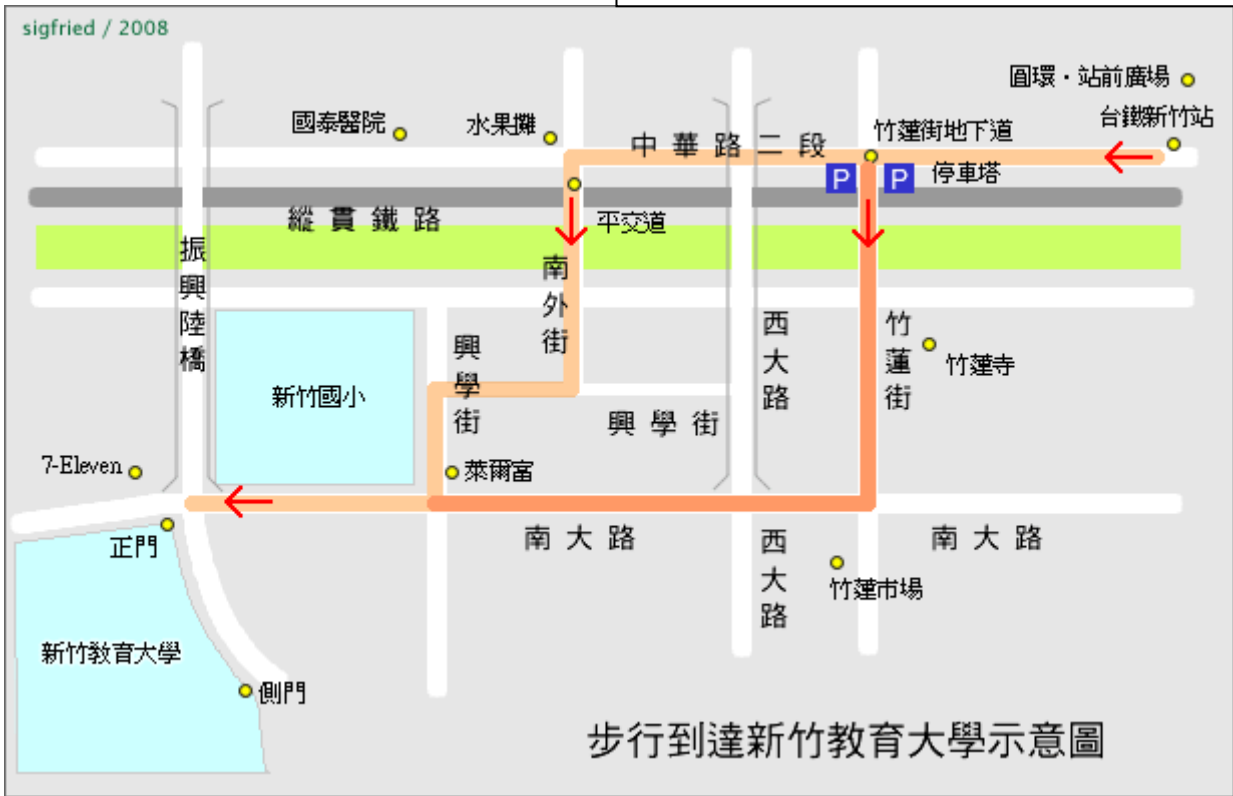 sigfried / 2008
圓環・站前廣場
台鐵新竹站
國泰醫院
水果攤
中華路二段
竹蓮街地下道
P
P
停車塔
縱貫鐵路
平交道
振興陸橋
南外街
興學街
西大路
竹蓮街
竹蓮寺
新竹國小
興學街
7-Eleven
萊爾富
正門
南大路
西大路
南大路
竹蓮市場
新竹教育大學
側門
步行到達新竹教育大學示意圖